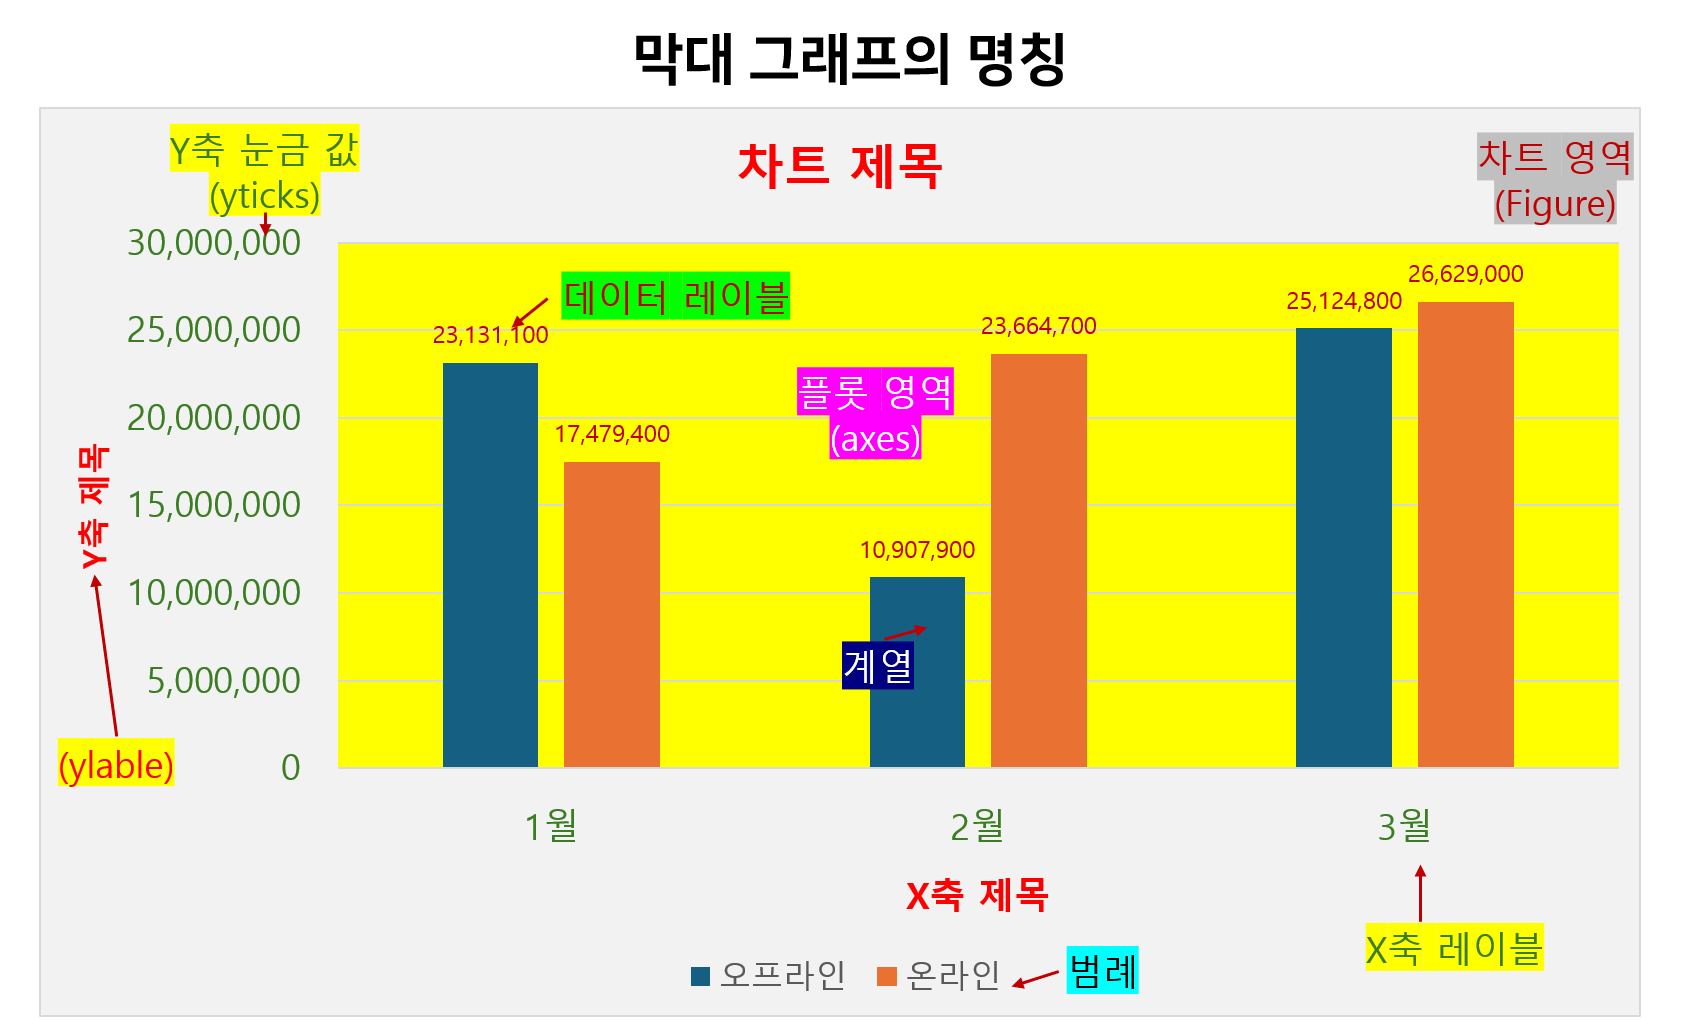 막대 그래프의 명칭
Y축 눈금 값
(yticks)
차트 제목
차트 영역
(Figure)
30,000,000
25,000,000
20,000,000
15,000,000
10,000,000
5,000,000
0
Y축 제목
(ylable)
데이터 레이블
23,131,100
17,479,400
플롯 영역
(axes)
10,907,900
23,664,700
계열
25,124,800
26,629,000
1월
2월
3월
X축 제목
X축 레이블
오프라인
온라인
범례